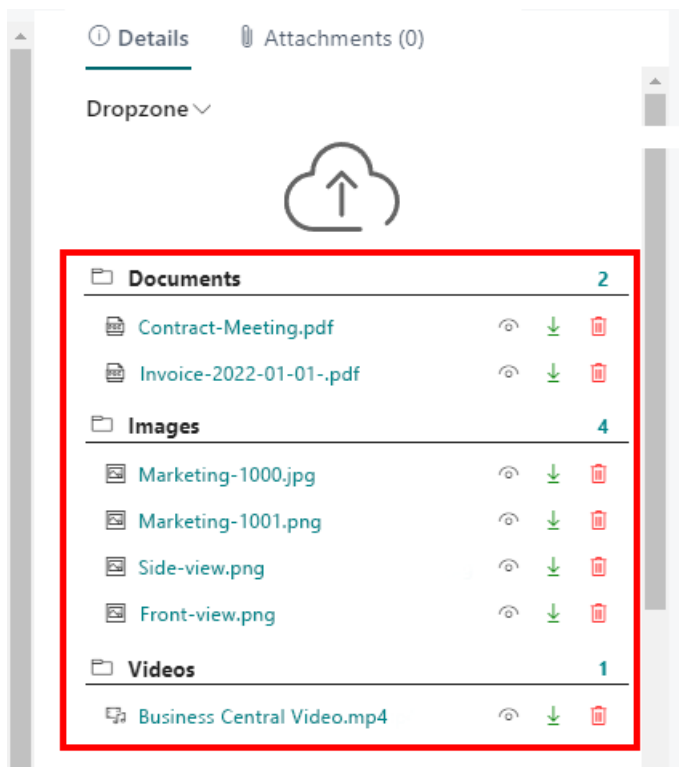 Details Attachments (0)
Dropzone
Documents 2
Contract-Meeting.pdf
Invoice-2022-01-01-.pdf
Images 4
Marketing-1000.jpg
Marketing-1001.png
Side-view.png
Front-view.png
Videos 1
Business Central Video.mp4